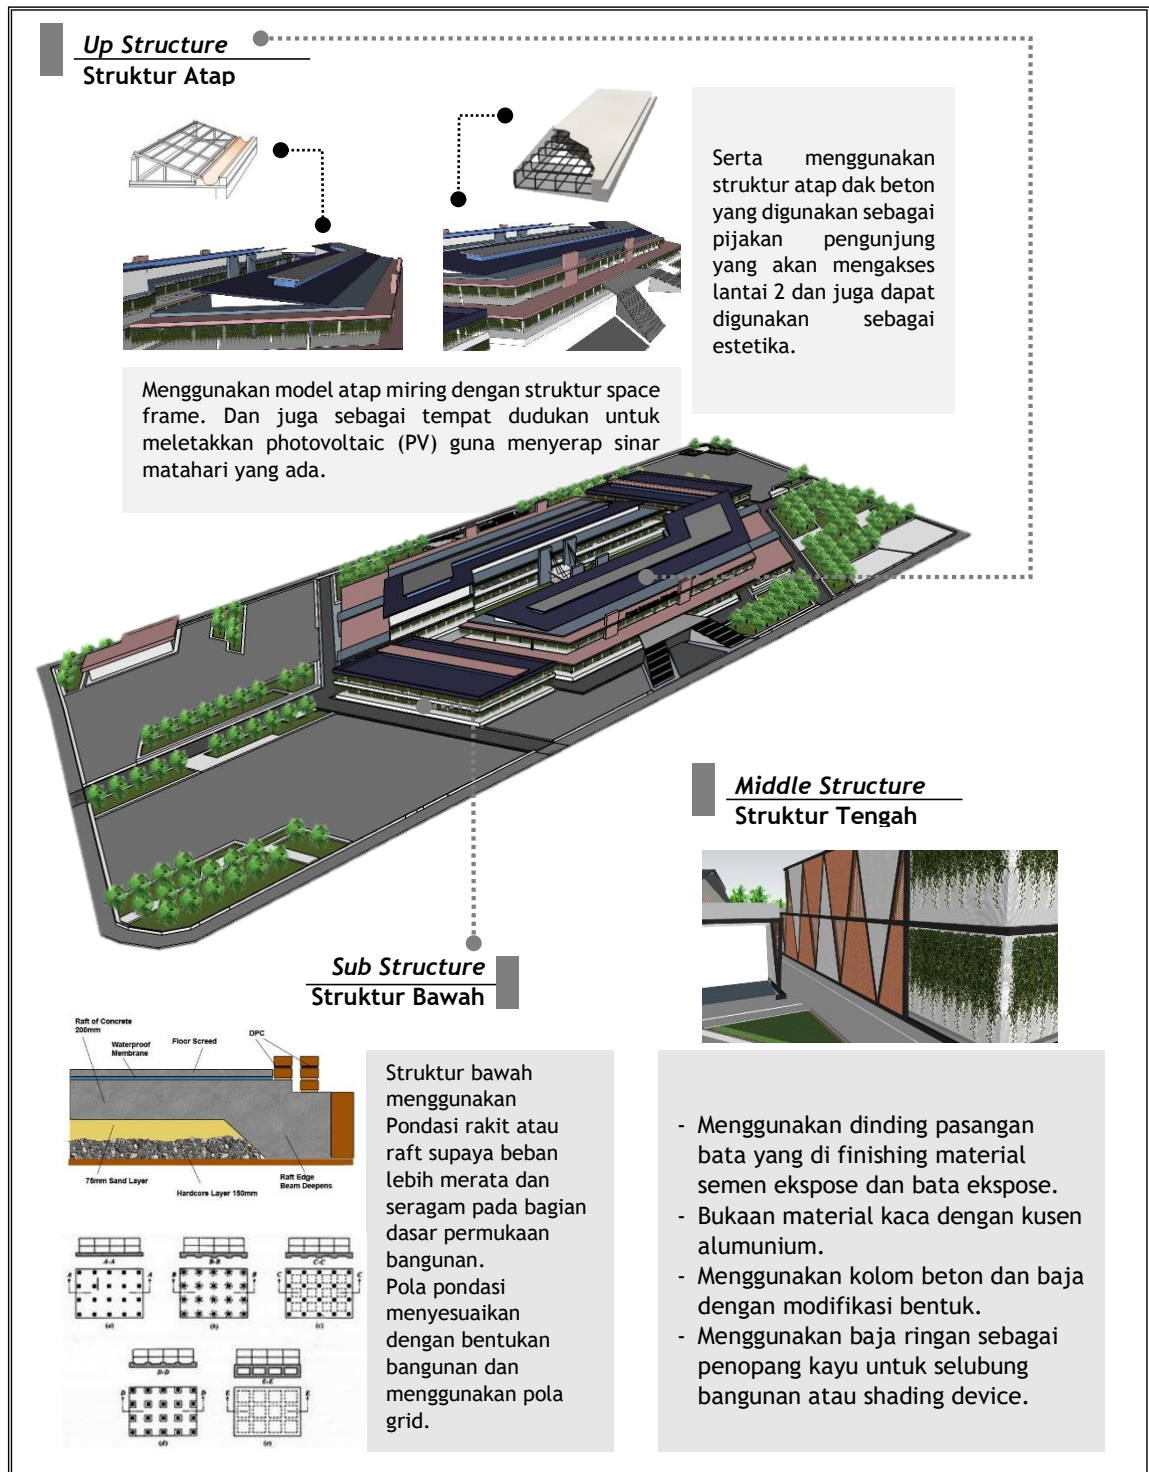 Up Structure
Struktur Atap
Serta menggunakan
struktur atap dak beton
yang digunakan sebagai
pijakan pengunjung
yang akan mengakses
lantai 2 dan juga dapat
digunakan sebagai
estetika.
Menggunakan model atap miring dengan struktur space
frame. Dan juga sebagai tempat dudukan untuk
meletakkan photovoltaic (PV) guna menyerap sinar
matahari yang ada.
Middle Structure
Struktur Tengah
Sub Structure
Struktur Bawah
Raft of Concrete
200mm
Waterproof
Membrane
Floor Screed
DPC
75mm Sand Layer
Hardcore Layer 150mm
Raft Edge
Beam Deepens
A-A
B-B
C-C
A A
B B
C C
(a)
(b)
(c)
D-D
E-E
D D
E E
(d)
(e)
Struktur bawah
menggunakan
Pondasi rakit atau
raft supaya beban
lebih merata dan
seragam pada bagian
dasar permukaan
bangunan.
Pola pondasi
menyesuaikan
dengan bentukan
bangunan dan
menggunakan pola
grid.
- Menggunakan dinding pasangan
bata yang di finishing material
semen ekspose dan bata ekspose.
- Bukaan material kaca dengan kusen
alumunium.
- Menggunakan kolom beton dan baja
dengan modifikasi bentuk.
- Menggunakan baja ringan sebagai
penopang kayu untuk selubung
bangunan atau shading device.